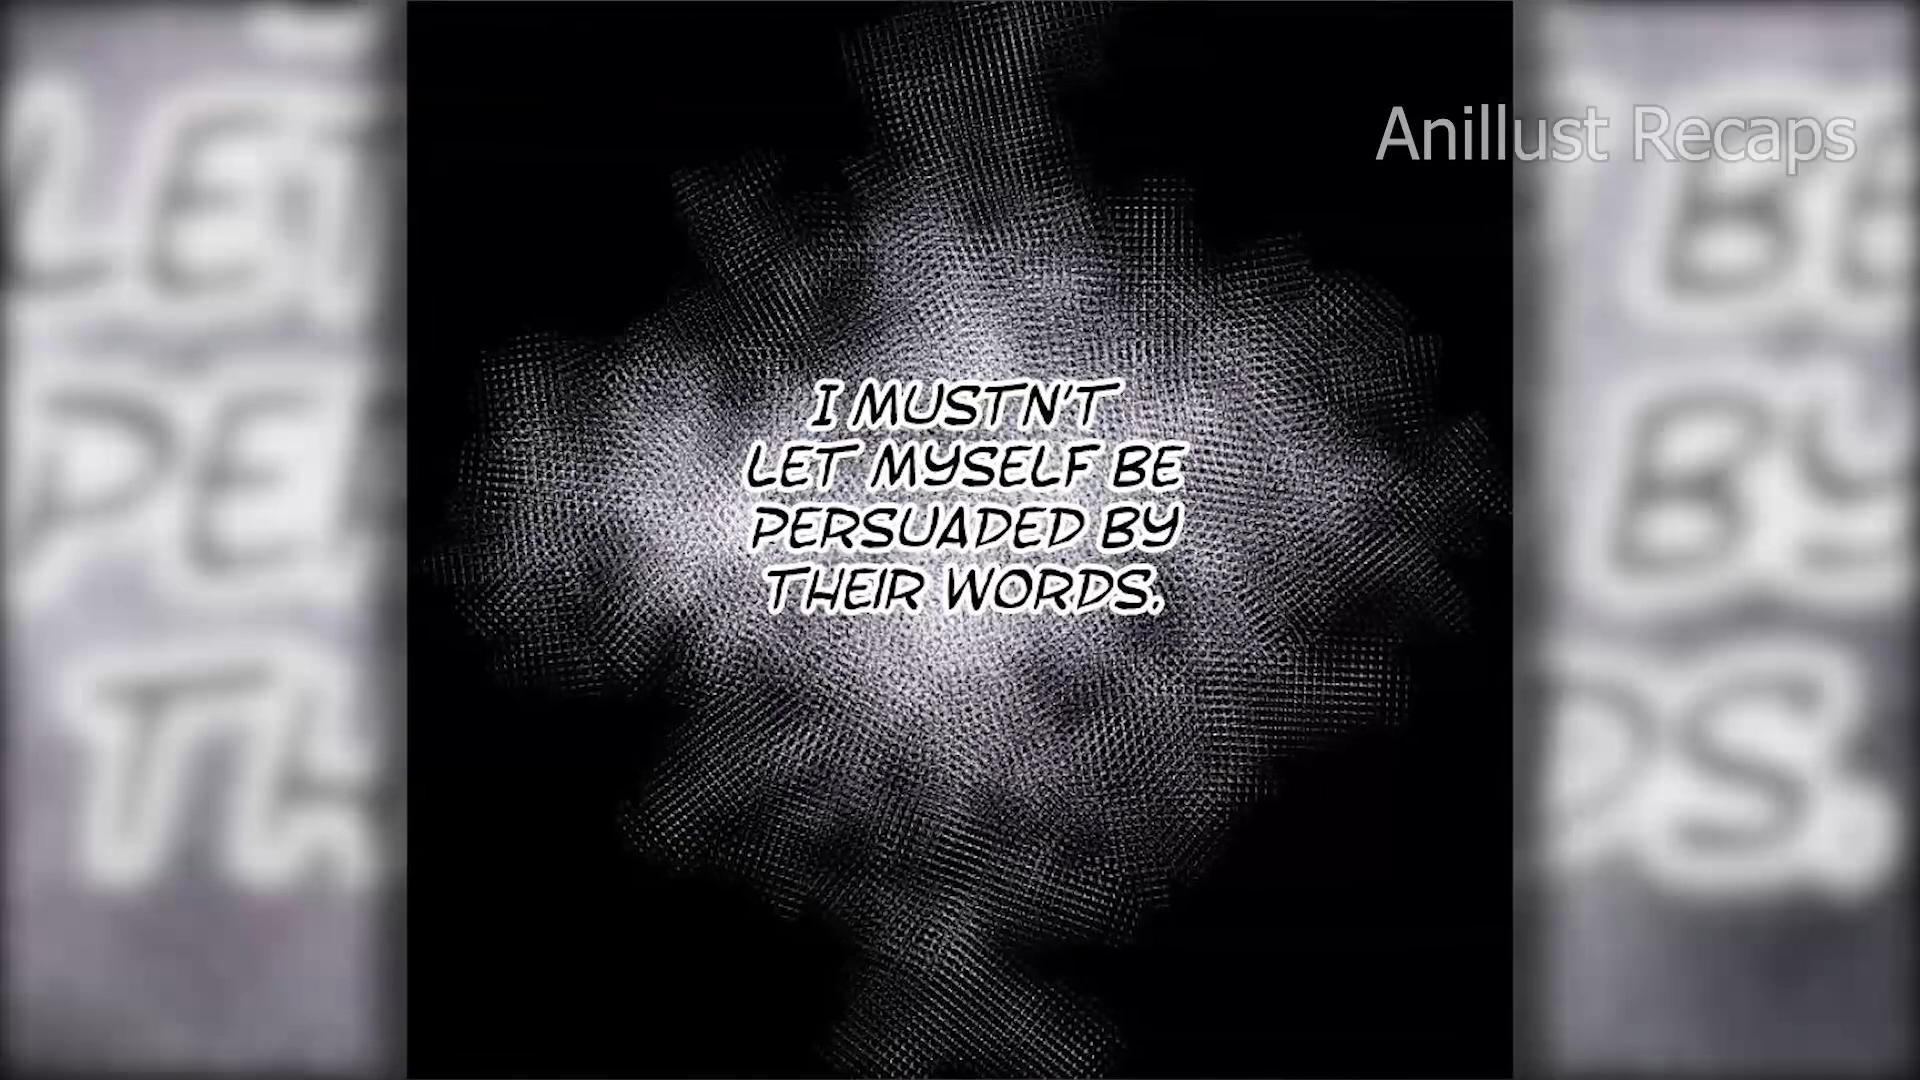 Anillust Recaps
I MUSTN'T
LET MYSELF BE
PERSUADED BY
THEIR WORDS.